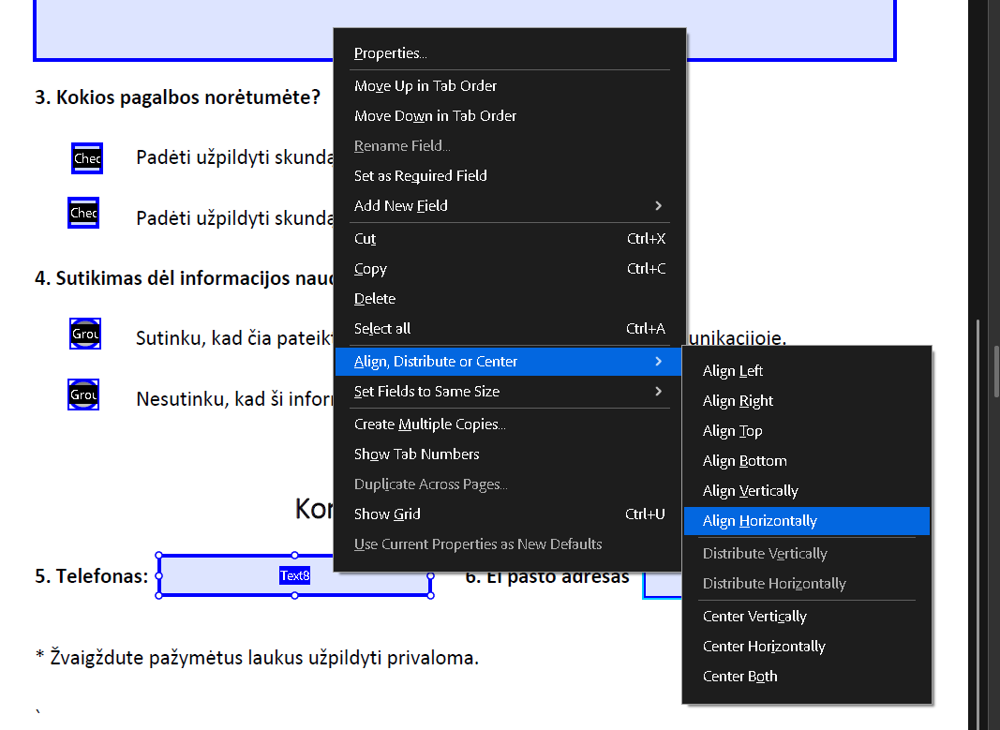 3. Kokios pagalbos norėtumėte?
Chec Padėti užpildyti skunda
Chec Padėti užpildyti skunda
4. Sutikimas dėl informacijos nau
Grou Sutinku, kad čia pateik
unikacijoje.
Grou Nesutinku, kad ši infor
Kor
5. Telefonas: Text8
6. El pašto adresas
* Žvaigždute pažymėtus laukus užpildyti privaloma.
`
Properties...
Move Up in Tab Order
Move Down in Tab Order
Rename Field...
Set as Required Field
Add New Field
Cut Ctrl+X
Copy Ctrl+C
Delete
Select all Ctrl+A
Align, Distribute or Center
Set Fields to Same Size
Create Multiple Copies...
Show Tab Numbers
Duplicate Across Pages...
Show Grid Ctrl+U
Use Current Properties as New Defaults
Align Left
Align Right
Align Top
Align Bottom
Align Vertically
Align Horizontally
Distribute Vertically
Distribute Horizontally
Center Vertically
Center Horizontally
Center Both